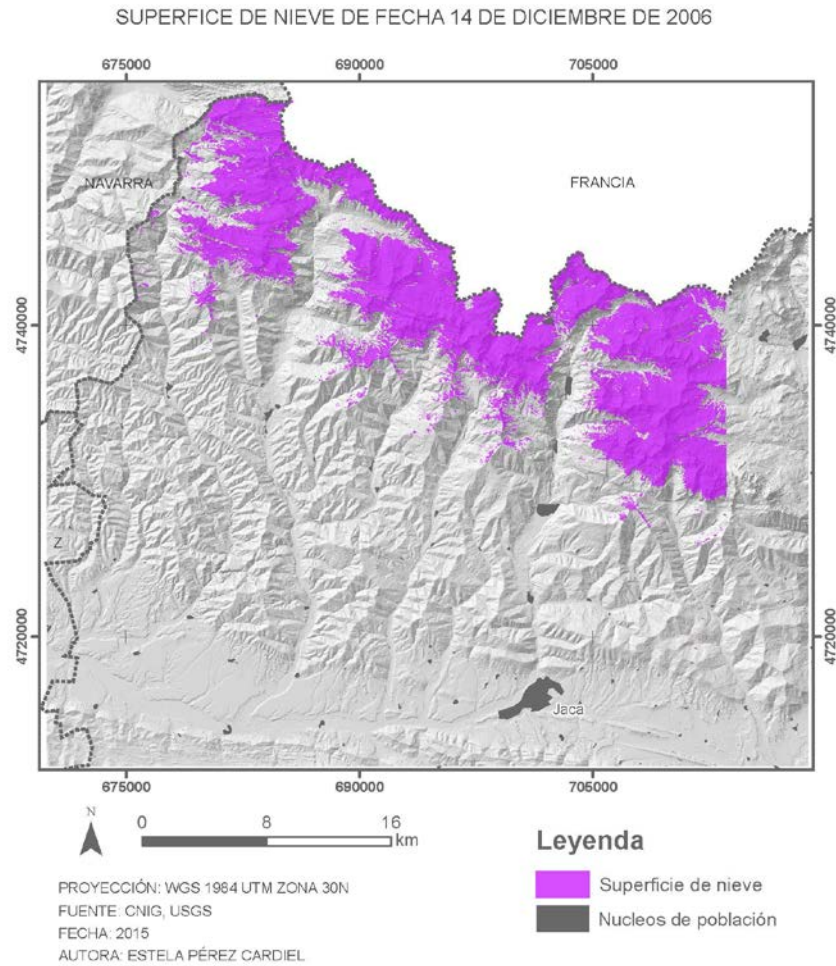 SUPERFICE DE NIEVE DE FECHA 14 DE DICIEMBRE DE 2006
675000 690000 705000
NAVARRA
FRANCIA
4740000 4740000
Z
4720000 4720000
Jaca
675000 690000 705000
N
0 8 16
km
Leyenda
Superficie de nieve
Nucleos de población
PROYECCIÓN: WGS 1984 UTM ZONA 30N
FUENTE: CNIG, USGS
FECHA: 2015
AUTORA: ESTELA PÉREZ CARDIEL